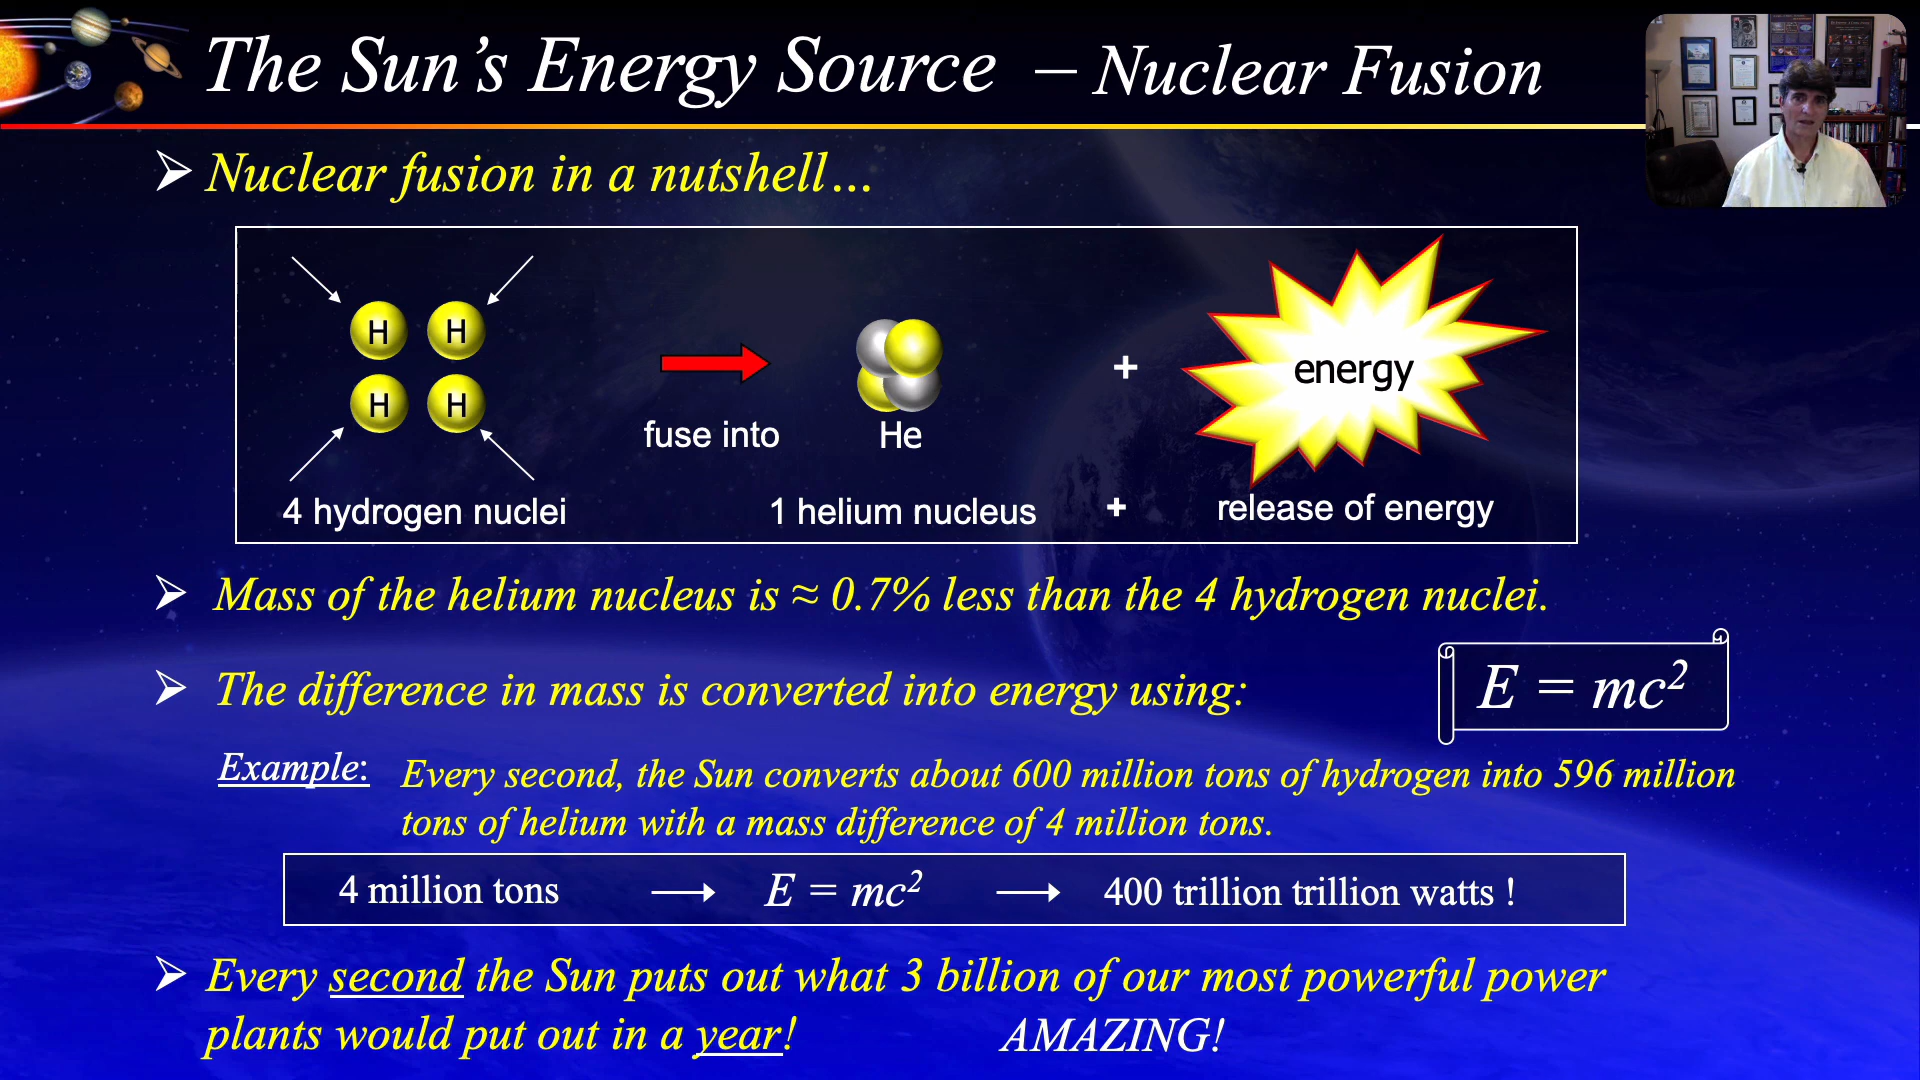 The Sun's Energy Source – Nuclear Fusion
➢ Nuclear fusion in a nutshell…
H H
H H
energy
+
fuse into
He
4 hydrogen nuclei
1 helium nucleus + release of energy
➢ Mass of the helium nucleus is ≈ 0.7% less than the 4 hydrogen nuclei.
➢ The difference in mass is converted into energy using:
E = mc²
Example: Every second, the Sun converts about 600 million tons of hydrogen into 596 million
tons of helium with a mass difference of 4 million tons.
4 million tons → E = mc² → 400 trillion trillion watts !
➢ Every second the Sun puts out what 3 billion of our most powerful power
plants would put out in a year! AMAZING!